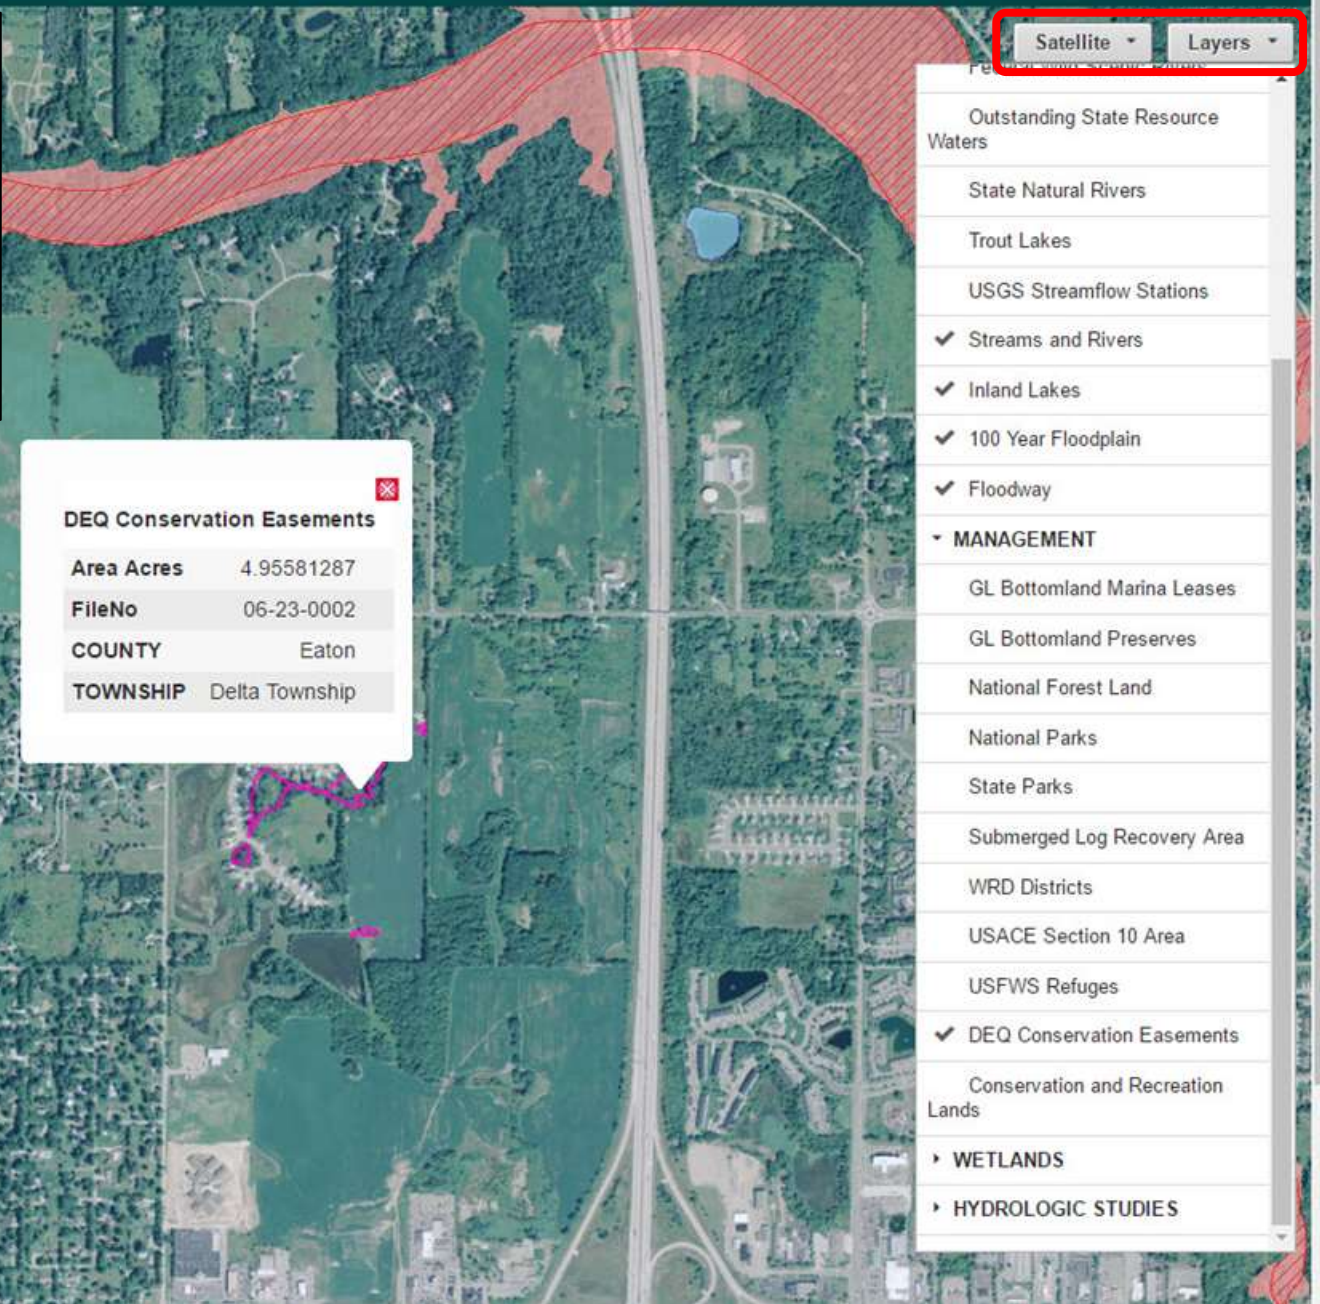 Satellite
Layers
Federal Wild Scenic Rivers
Outstanding State Resource
Waters
State Natural Rivers
Trout Lakes
USGS Streamflow Stations
Streams and Rivers
Inland Lakes
100 Year Floodplain
Floodway
MANAGEMENT
GL Bottomland Marina Leases
GL Bottomland Preserves
National Forest Land
National Parks
State Parks
Submerged Log Recovery Area
WRD Districts
USACE Section 10 Area
USFWS Refuges
DEQ Conservation Easements
Conservation and Recreation
Lands
WETLANDS
HYDROLOGIC STUDIES
DEQ Conservation Easements
Area Acres 4.95581287
FileNo 06-23-0002
COUNTY Eaton
TOWNSHIP Delta Township